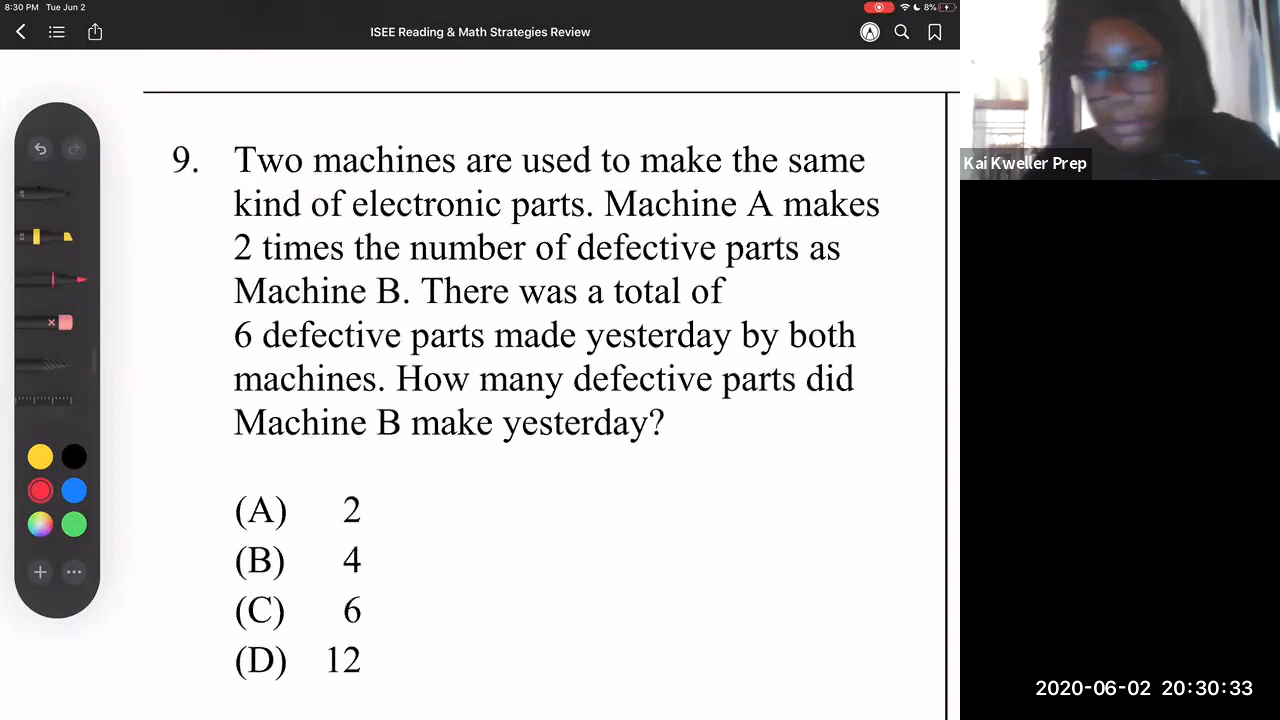 8:30 PM Tue Jun 2
8%
ISEE Reading & Math Strategies Review
9. Two machines are used to make the same
kind of electronic parts. Machine A makes
2 times the number of defective parts as
Machine B. There was a total of
6 defective parts made yesterday by both
machines. How many defective parts did
Machine B make yesterday?
(A) 2
(B) 4
(C) 6
(D) 12
Kai Kweller Prep
2020-06-02 20:30:33